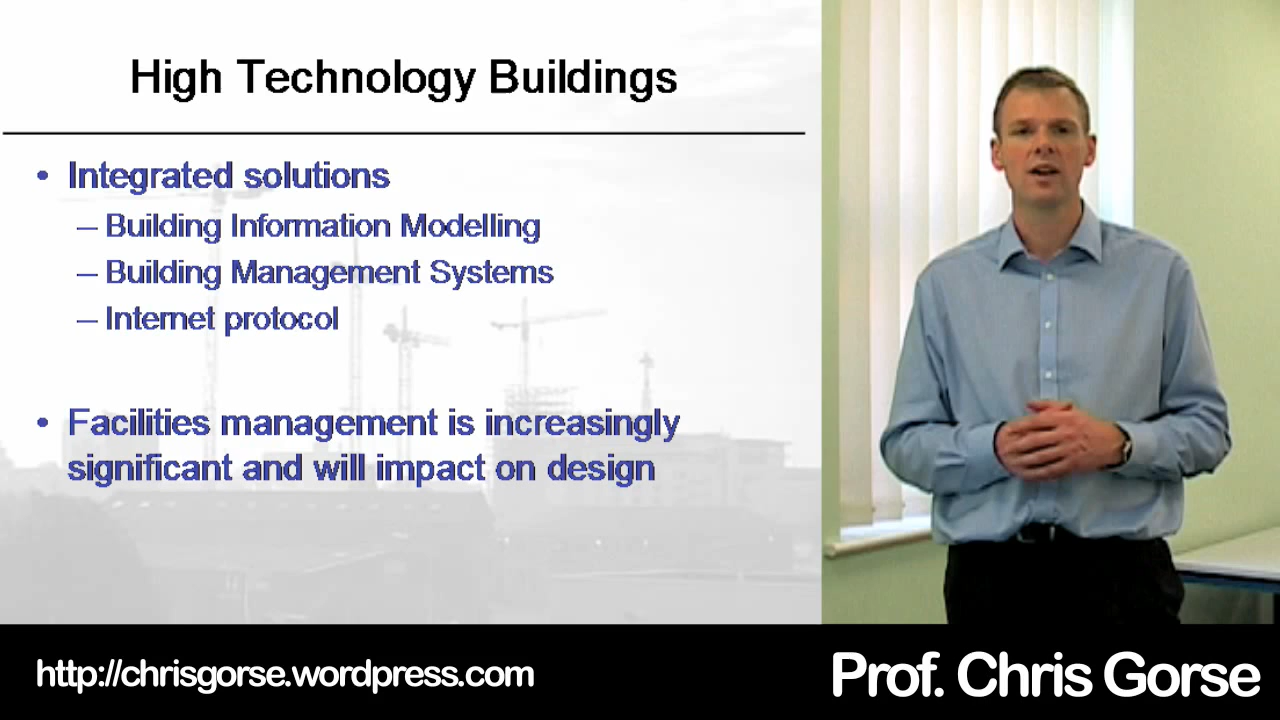 High Technology Buildings
• Integrated solutions
– Building Information Modelling
– Building Management Systems
– Internet protocol
• Facilities management is increasingly
significant and will impact on design
http://chrisgorse.wordpress.com
Prof. Chris Gorse